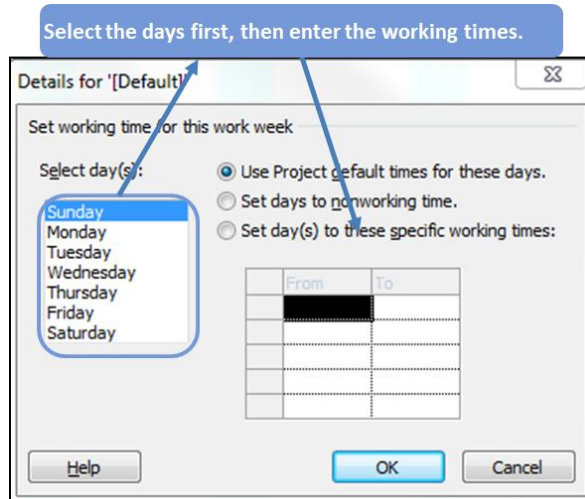 Select the days first, then enter the working times.
Details for '[Default]'
Set working time for this work week
Select day(s):
Sunday
Monday
Tuesday
Wednesday
Thursday
Friday
Saturday
Use Project default times for these days.
Set days to nonworking time.
Set day(s) to these specific working times:
From To
Help OK Cancel